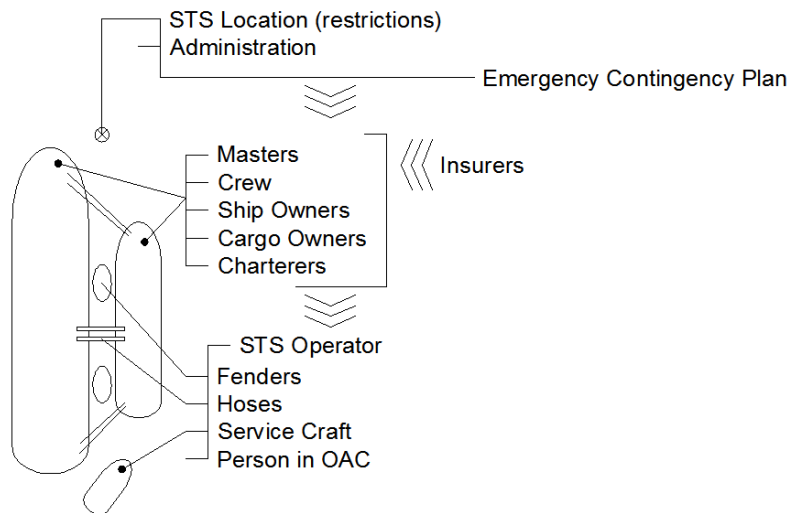 STS Location (restrictions)
Administration
Emergency Contingency Plan
Masters
Crew
Ship Owners
Cargo Owners
Charterers
Insurers
STS Operator
Fenders
Hoses
Service Craft
Person in OAC